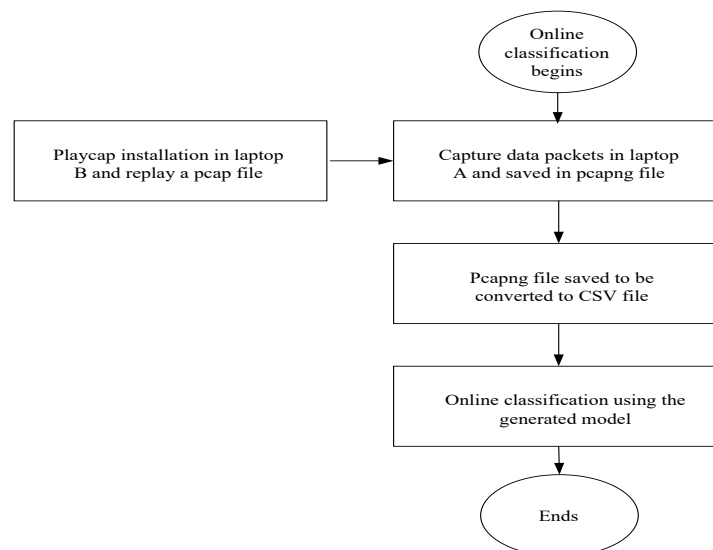 Online
classification
begins
Playcap installation in laptop
B and replay a pcap file
Capture data packets in laptop
A and saved in pcapng file
Pcapng file saved to be
converted to CSV file
Online classification using the
generated model
Ends